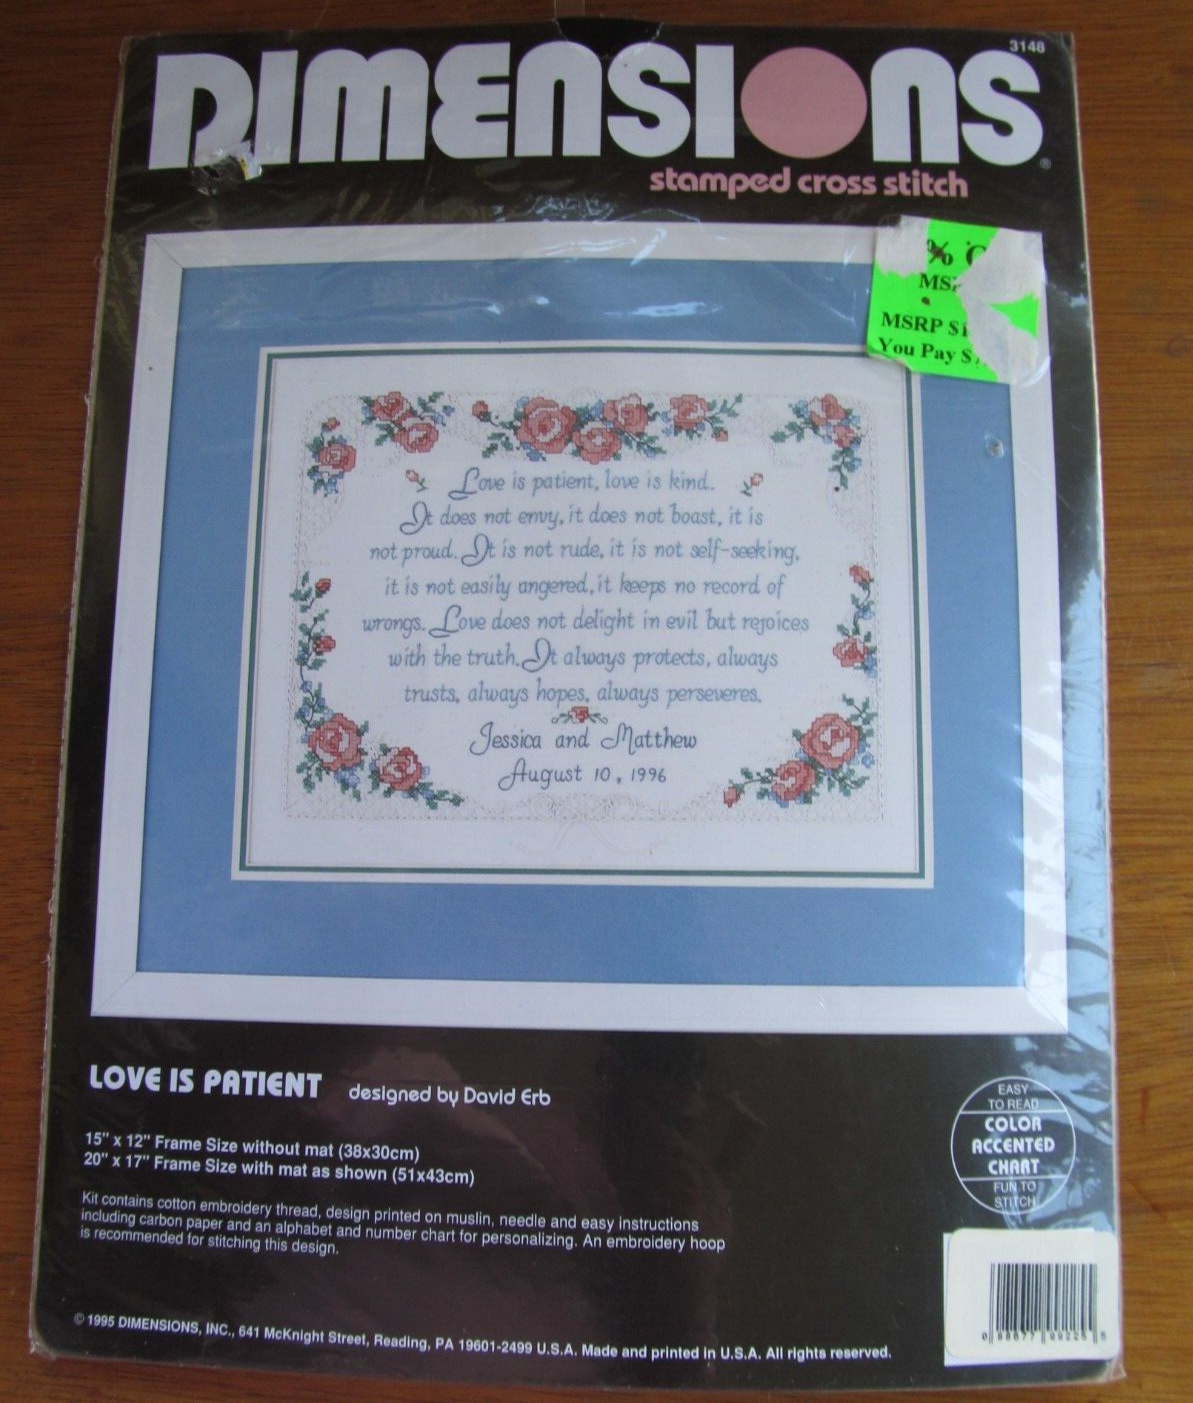 3148
DIMENSIONS®
stamped cross stitch
%
MSRP
You Pay
Love is patient, love is kind.
It does not envy, it does not boast, it is
not proud. It is not rude, it is not self-seeking,
it is not easily angered, it keeps no record of
wrongs. Love does not delight in evil but rejoices
with the truth. It always protects, always
trusts, always hopes, always perseveres.
Jessica and Matthew
August 10, 1996
LOVE IS PATIENT designed by David Erb
15" x 12" Frame Size without mat (38x30cm)
20" x 17" Frame Size with mat as shown (51x43cm)
Kit contains cotton embroidery thread, design printed on muslin, needle and easy instructions
including carbon paper and an alphabet and number chart for personalizing. An embroidery hoop
is recommended for stitching this design.
EASY
TO READ
COLOR
ACCENTED
CHART
FUN TO
STITCH
© 1995 DIMENSIONS, INC., 641 McKnight Street, Reading, PA 19601-2499 U.S.A. Made and printed in U.S.A. All rights reserved.